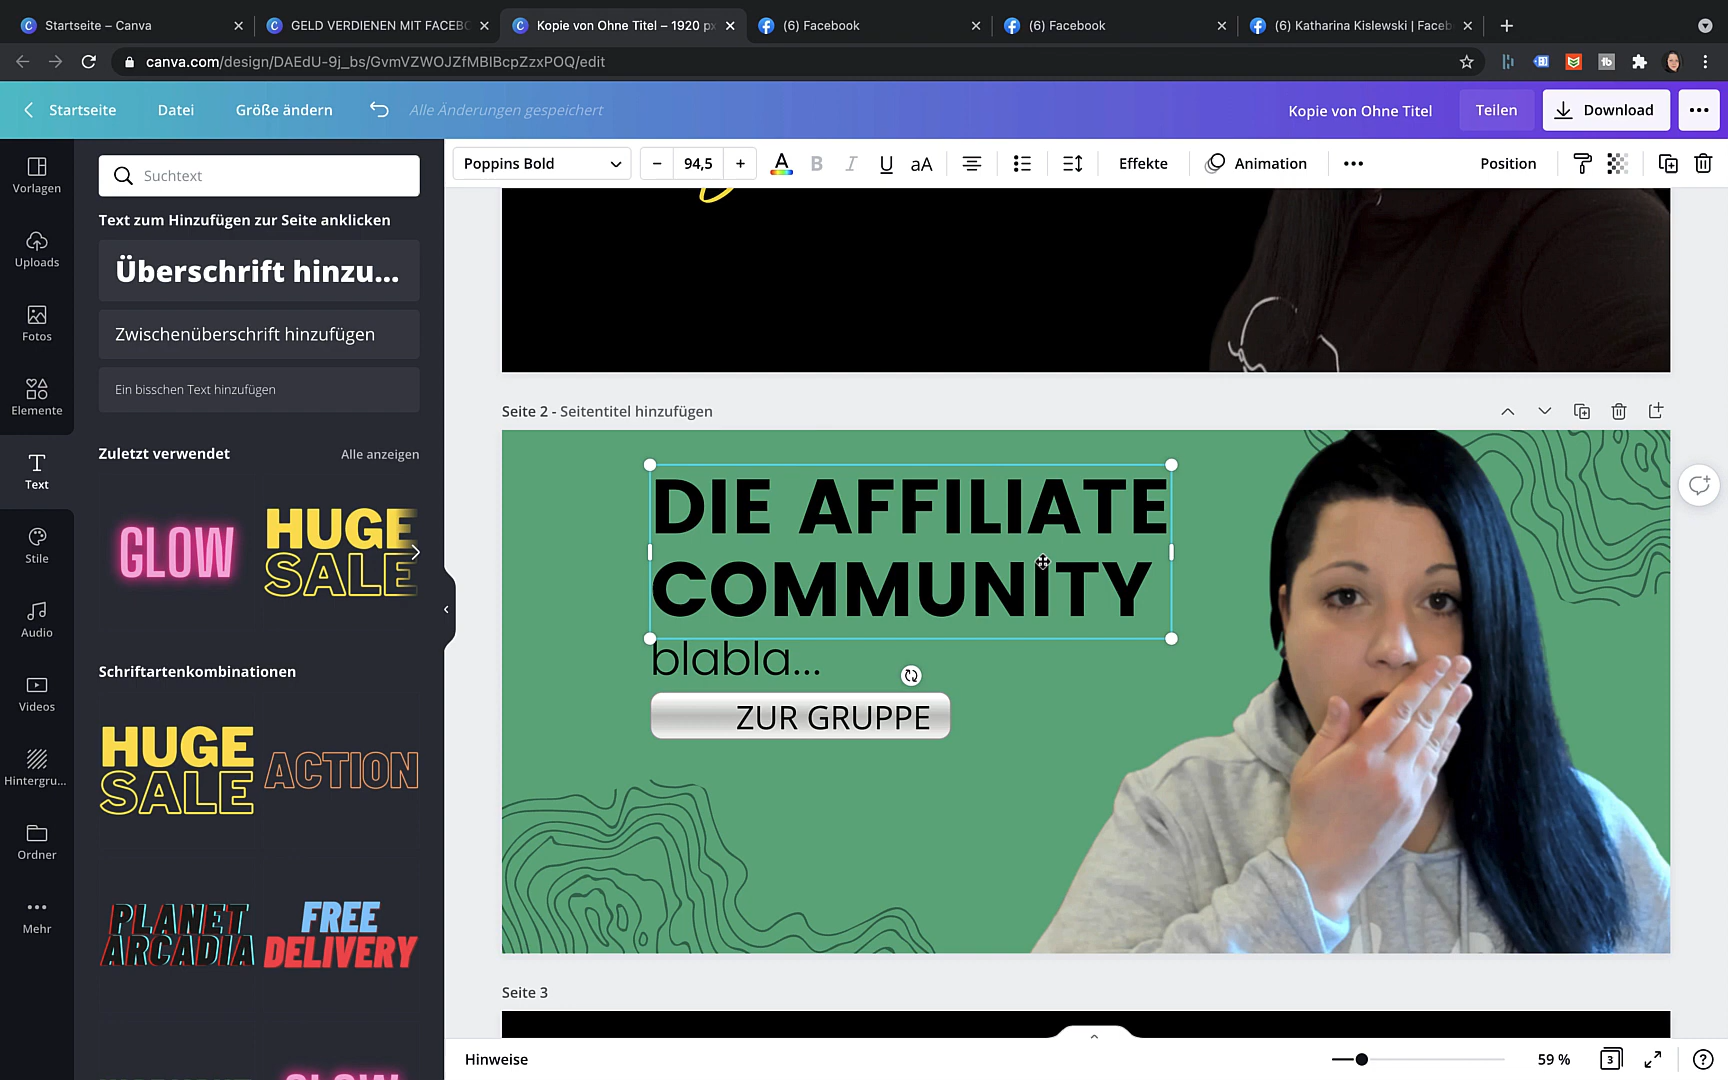 Startseite – Canva
GELD VERDIENEN MIT FACEBO
Kopie von Ohne Titel – 1920 px
(6) Facebook
(6) Facebook
(6) Katharina Kislewski | Faceb
canva.com/design/DAEdU-9j_bs/GvmVZWOJZfMBIBcpZzxPOQ/edit
Startseite
Datei
Größe ändern
Alle Änderungen gespeichert
Kopie von Ohne Titel
Teilen
Download
Vorlagen
Uploads
Fotos
Elemente
Text
Stile
Audio
Videos
Hintergru...
Ordner
Mehr
Suchtext
Text zum Hinzufügen zur Seite anklicken
Überschrift hinzu...
Zwischenüberschrift hinzufügen
Ein bisschen Text hinzufügen
Zuletzt verwendet
Alle anzeigen
GLOW
HUGE
SALE
Schriftartenkombinationen
HUGE
SALE
ACTION
PLANET
ARCADIA
FREE
DELIVERY
GLOW
Poppins Bold
– 94,5 +
A B I U aA
Effekte
Animation
Position
Seite 2 - Seitentitel hinzufügen
DIE AFFILIATE
COMMUNITY
blabla...
ZUR GRUPPE
Seite 3
Hinweise
59 %
3
?